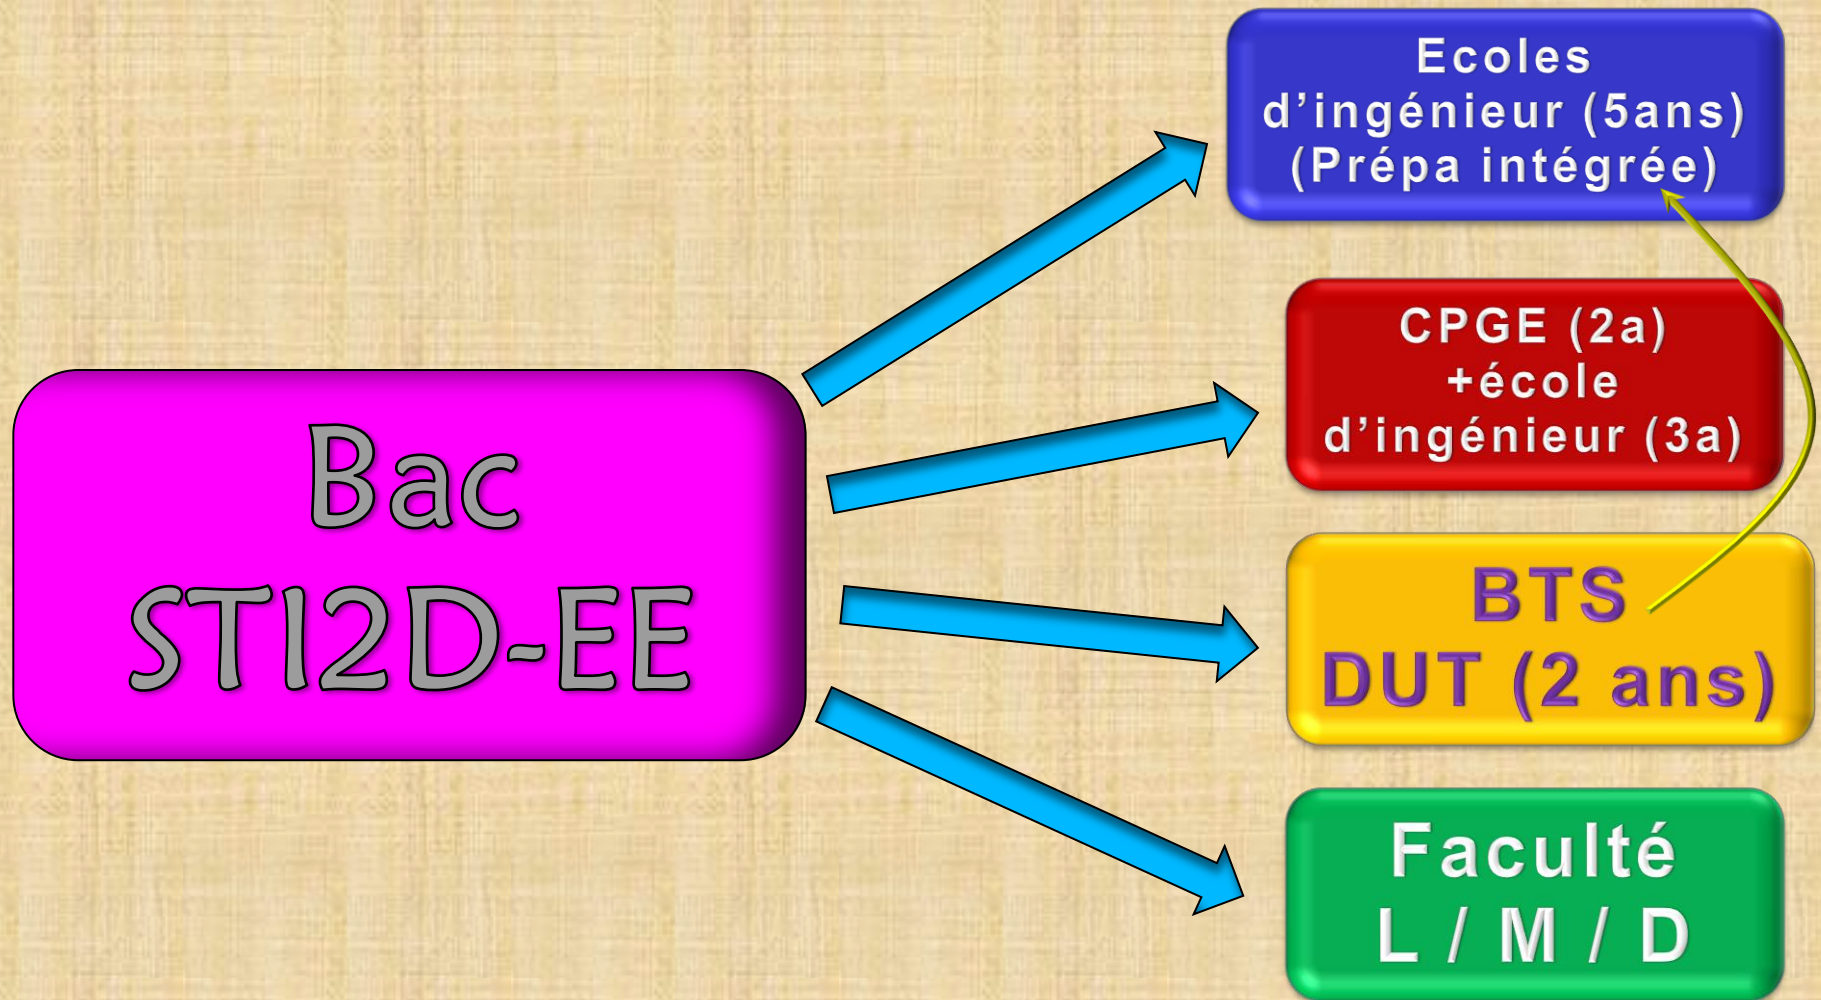 Bac
STI2D-EE
Ecoles
d’ingénieur (5ans)
(Prépa intégrée)
CPGE (2a)
+école
d’ingénieur (3a)
BTS
DUT (2 ans)
Faculté
L / M / D